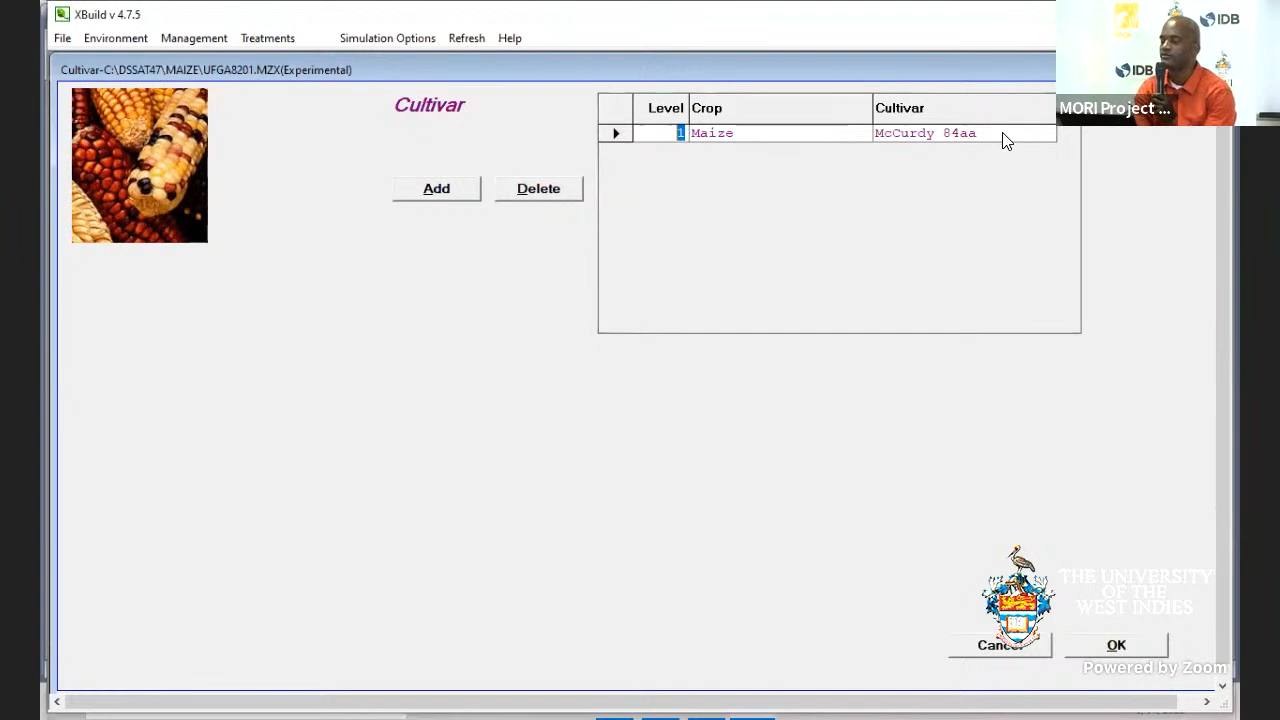 XBuild v 4.7.5
File Environment Management Treatments Simulation Options Refresh Help
Cultivar-C:\DSSAT47\MAIZE\UFGA8201.MZX(Experimental)
Cultivar
Add Delete
Level Crop Cultivar
1 Maize McCurdy 84aa
IDB
IDB
MORI Project ...
THE UNIVERSITY
OF THE
WEST INDIES
OK
Powered by Zoom